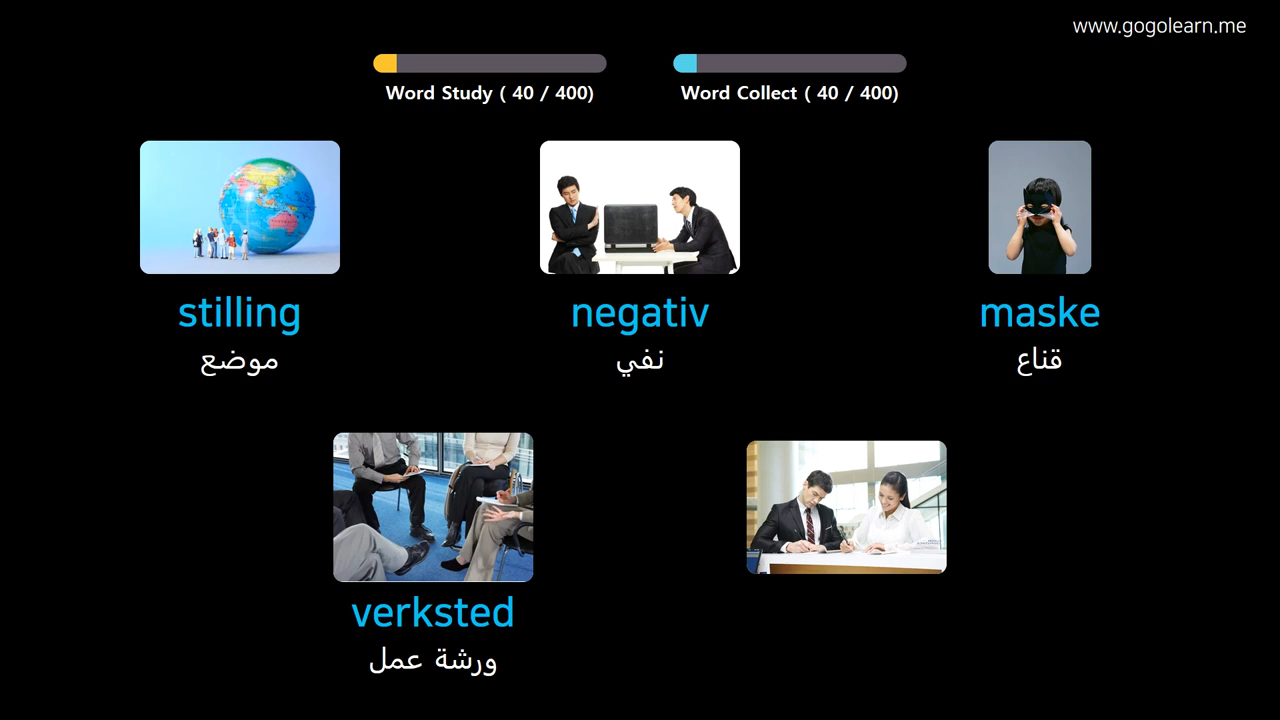 www.gogolearn.me
Word Study ( 40 / 400)
Word Collect ( 40 / 400)
stilling
موضع
negativ
نفي
maske
قناع
verksted
ورشة عمل